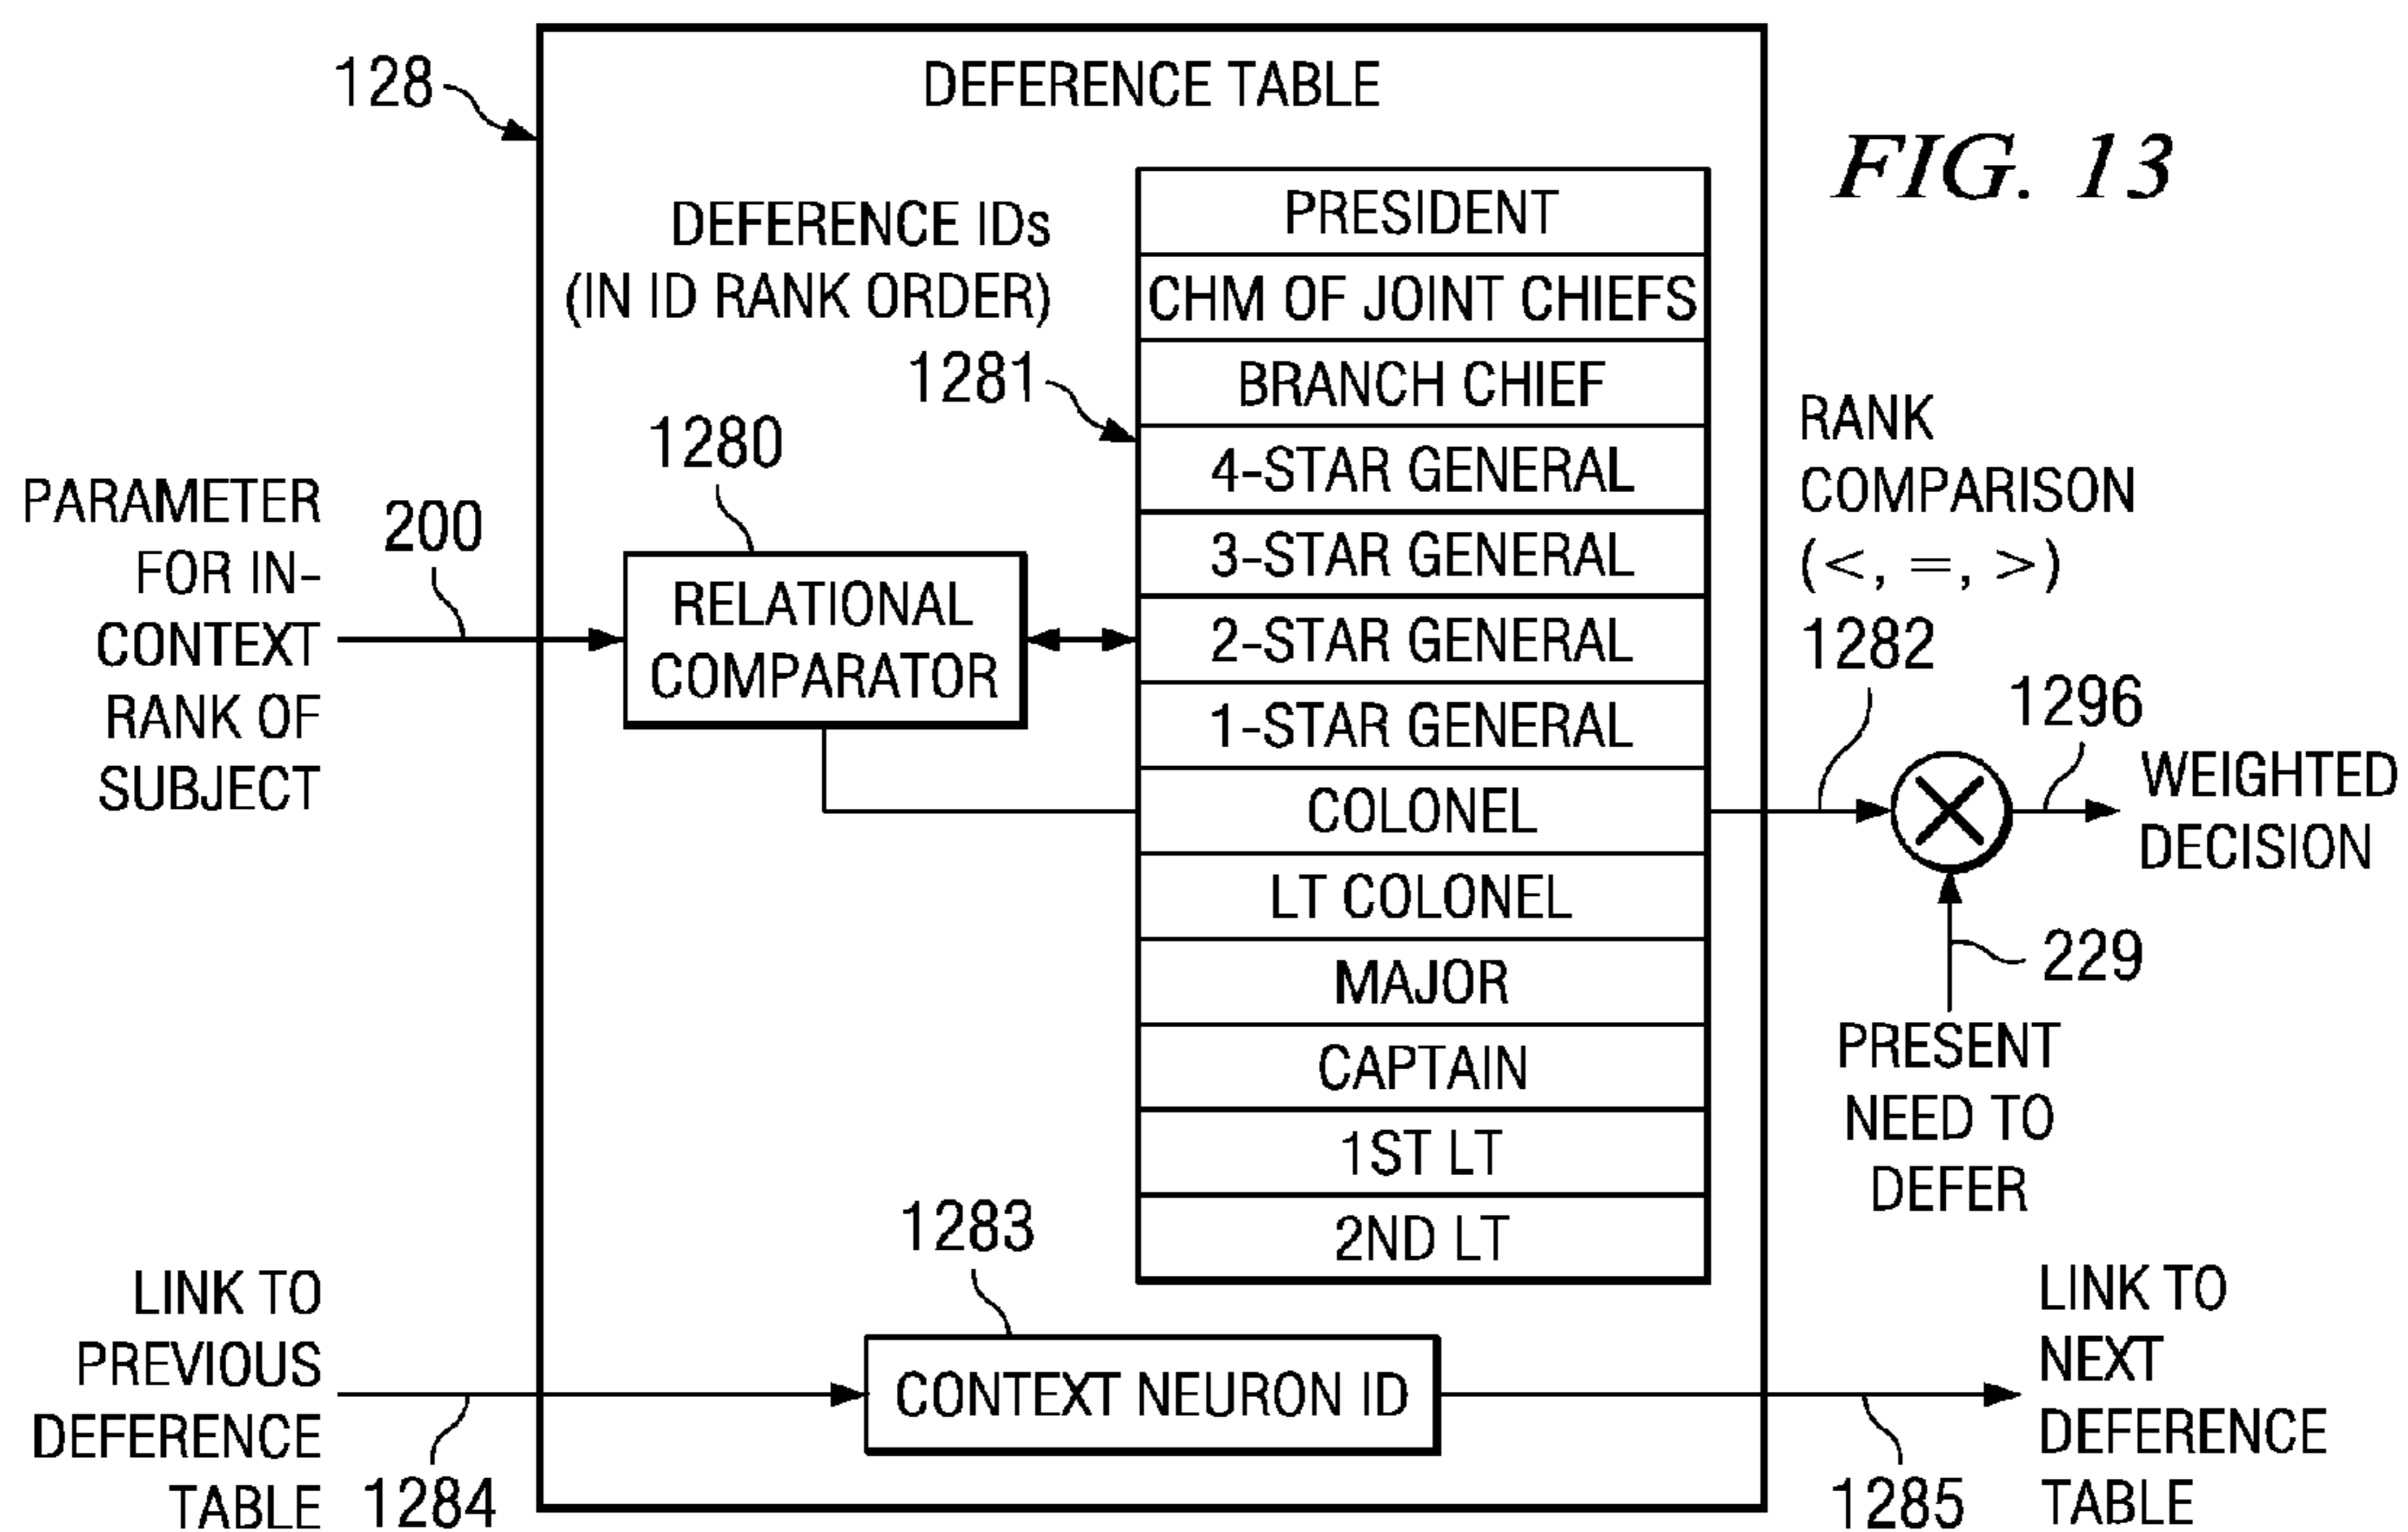 128
DEFERENCE TABLE
FIG. 13
DEFERENCE IDs
(IN ID RANK ORDER)
1281
PRESIDENT
CHM OF JOINT CHIEFS
BRANCH CHIEF
4-STAR GENERAL
3-STAR GENERAL
2-STAR GENERAL
1-STAR GENERAL
COLONEL
LT COLONEL
MAJOR
CAPTAIN
1ST LT
2ND LT
PARAMETER
FOR IN-
CONTEXT
RANK OF
SUBJECT
200
1280
RELATIONAL
COMPARATOR
RANK
COMPARISON
(<, =, >)
1282
1296
WEIGHTED
DECISION
229
PRESENT
NEED TO
DEFER
LINK TO
PREVIOUS
DEFERENCE
TABLE
1284
1283
CONTEXT NEURON ID
1285
LINK TO
NEXT
DEFERENCE
TABLE